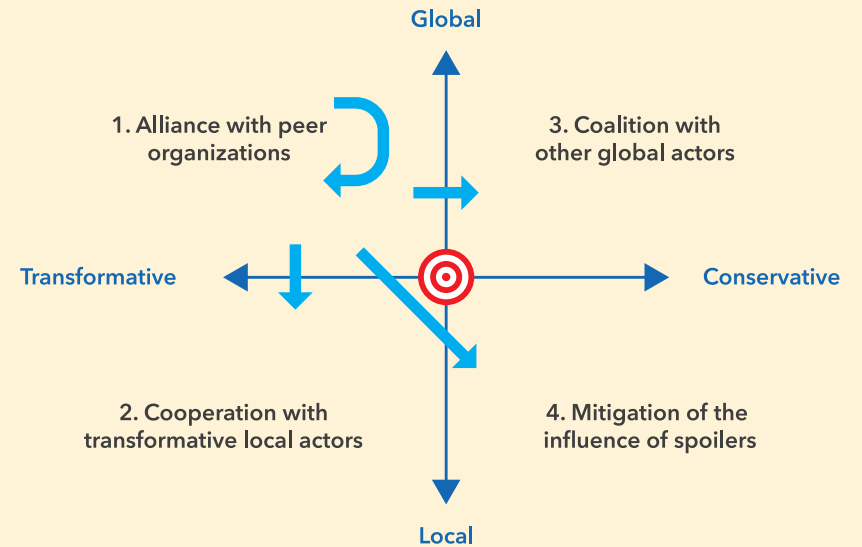 Global
1. Alliance with peer
organizations
3. Coalition with
other global actors
Transformative
Conservative
2. Cooperation with
transformative local actors
4. Mitigation of the
influence of spoilers
Local